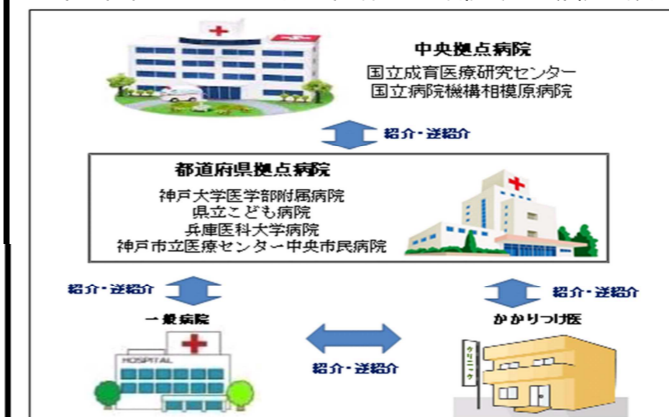 中央拠点病院
国立成育医療研究センター
国立病院機構相模原病院
紹介・逆紹介
都道府県拠点病院
神戸大学医学部附属病院
県立こども病院
兵庫医科大学病院
神戸市立医療センター中央市民病院
紹介・逆紹介
紹介・逆紹介
一般病院
かかりつけ医
HOSPITAL
クリニック
紹介・逆紹介